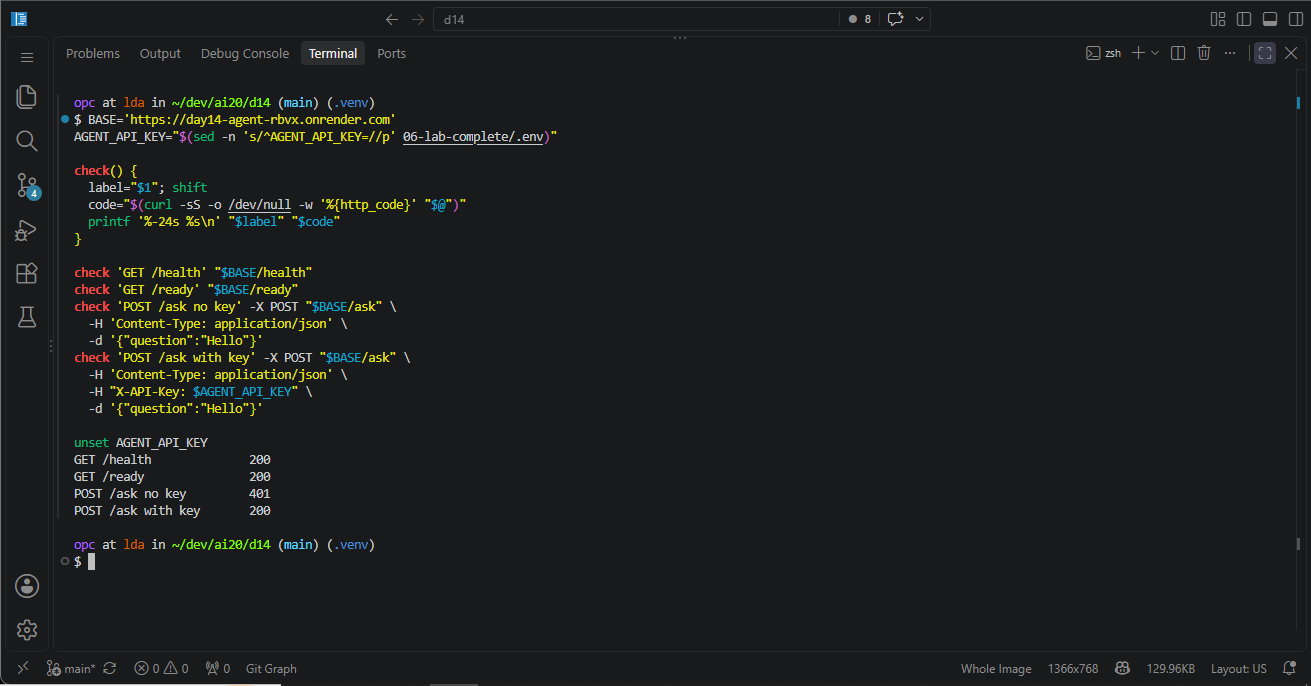 d14
8
Problems Output Debug Console Terminal Ports
zsh
opc at lda in ~/dev/ai20/d14 (main) (.venv)
$ BASE='https://day14-agent-rbvx.onrender.com'
AGENT_API_KEY="$(sed -n 's/^AGENT_API_KEY=//p' 06-lab-complete/.env)"
check() {
  label="$1"; shift
  code="$(curl -sS -o /dev/null -w '%{http_code}' "$@")"
  printf '%-24s %s\n' "$label" "$code"
}
check 'GET /health' "$BASE/health"
check 'GET /ready' "$BASE/ready"
check 'POST /ask no key' -X POST "$BASE/ask" \
  -H 'Content-Type: application/json' \
  -d '{"question":"Hello"}'
check 'POST /ask with key' -X POST "$BASE/ask" \
  -H 'Content-Type: application/json' \
  -H "X-API-Key: $AGENT_API_KEY" \
  -d '{"question":"Hello"}'
unset AGENT_API_KEY
GET /health              200
GET /ready               200
POST /ask no key         401
POST /ask with key       200
opc at lda in ~/dev/ai20/d14 (main) (.venv)
$
4
main* 0 0 0 Git Graph Whole Image 1366x768 129.96KB Layout: US